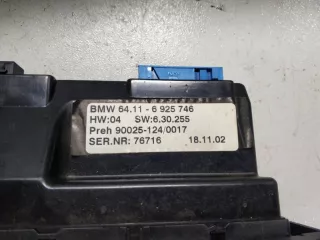 BMW 64.11 - 6 925 746
HW:04 SW:6.30.255
Preh 90025-124/0017
SER.NR: 76716 18.11.02